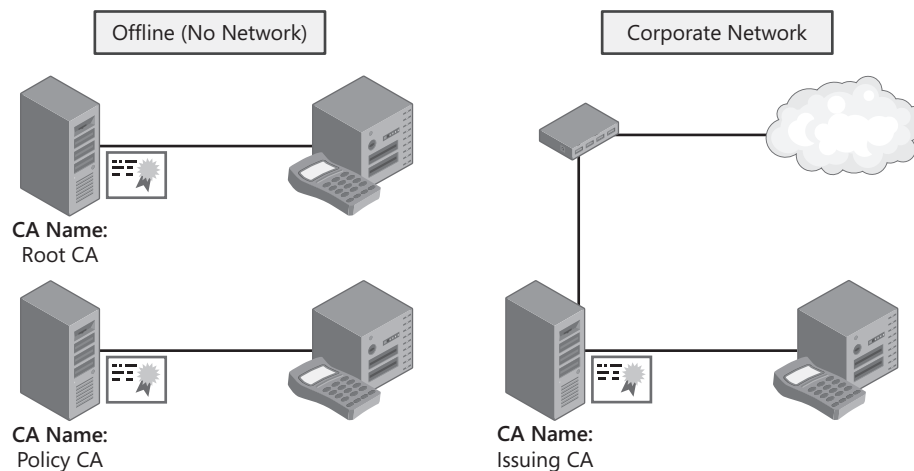 Offline (No Network)
Corporate Network
CA Name:
Root CA
CA Name:
Policy CA
CA Name:
Issuing CA